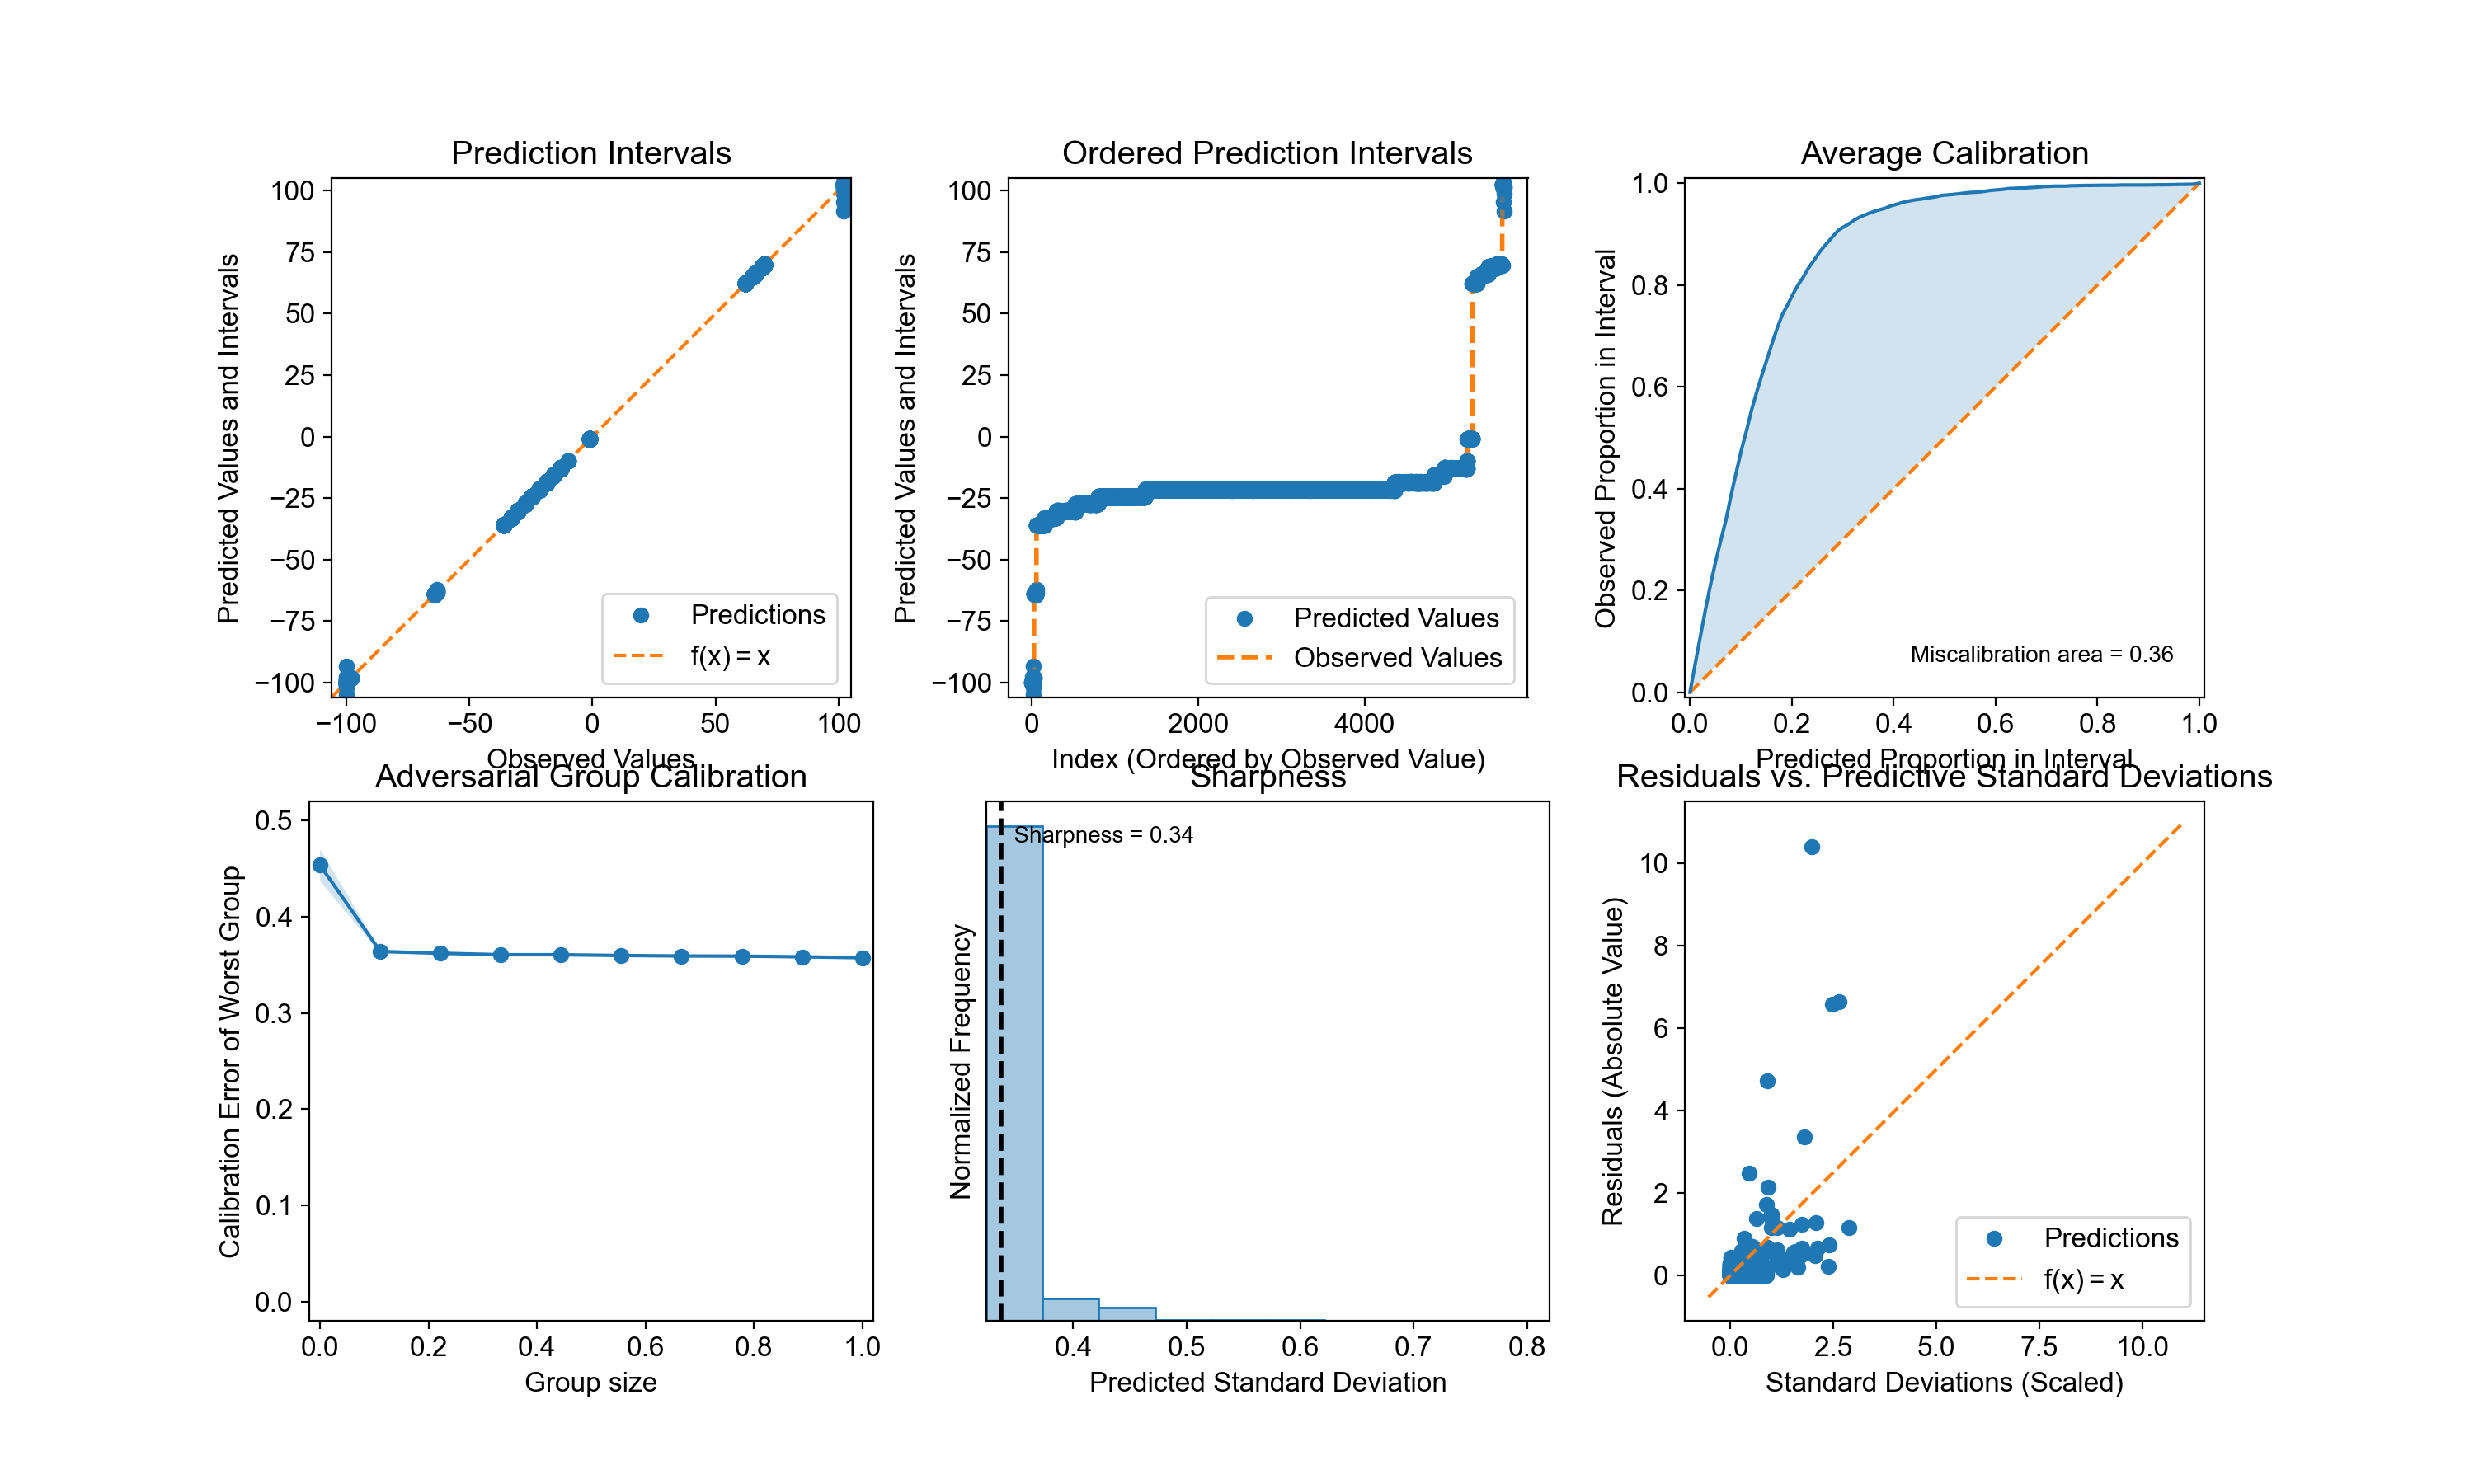 Prediction Intervals
Predicted Values and Intervals
100
75
50
25
0
−25
−50
−75
−100
Predictions
f(x) = x
−100 −50 0 50 100
Observed Values
Ordered Prediction Intervals
Predicted Values and Intervals
100
75
50
25
0
−25
−50
−75
−100
Predicted Values
Observed Values
0 2000 4000
Index (Ordered by Observed Value)
Average Calibration
Observed Proportion in Interval
1.0
0.8
0.6
0.4
0.2
0.0
Miscalibration area = 0.36
0.0 0.2 0.4 0.6 0.8 1.0
Predicted Proportion in Interval
Adversarial Group Calibration
Calibration Error of Worst Group
0.5
0.4
0.3
0.2
0.1
0.0
0.0 0.2 0.4 0.6 0.8 1.0
Group size
Sharpness
Normalized Frequency
Sharpness = 0.34
0.4 0.5 0.6 0.7 0.8
Predicted Standard Deviation
Residuals vs. Predictive Standard Deviations
Residuals (Absolute Value)
10
8
6
4
2
0
Predictions
f(x) = x
0.0 2.5 5.0 7.5 10.0
Standard Deviations (Scaled)